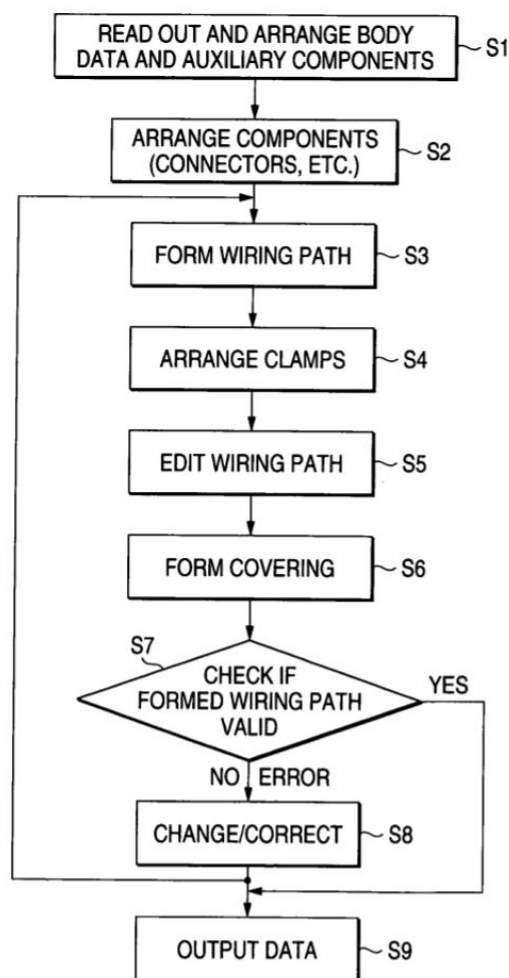 READ OUT AND ARRANGE BODY
DATA AND AUXILIARY COMPONENTS
S1
ARRANGE COMPONENTS
(CONNECTORS, ETC.)
S2
FORM WIRING PATH
S3
ARRANGE CLAMPS
S4
EDIT WIRING PATH
S5
FORM COVERING
S6
S7
CHECK IF
FORMED WIRING PATH
VALID
YES
NO ERROR
CHANGE/CORRECT
S8
OUTPUT DATA
S9